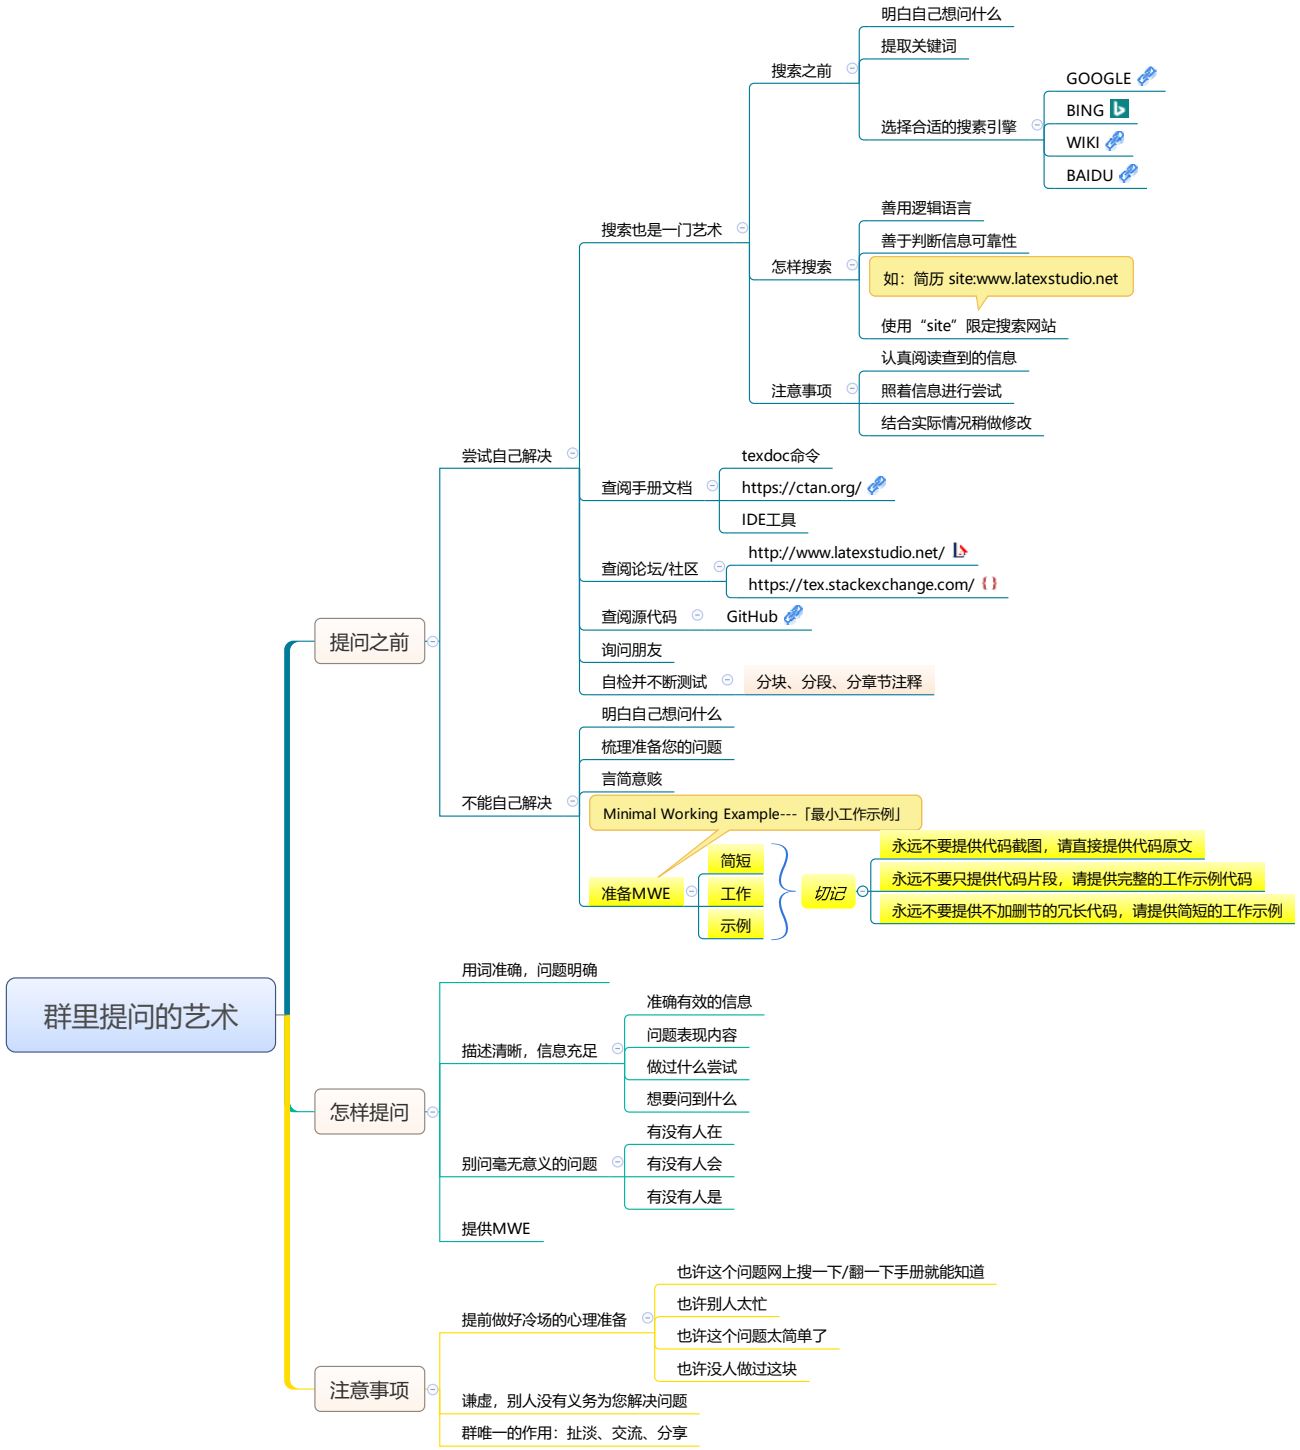 群里提问的艺术
提问之前
尝试自己解决
搜索也是一门艺术
搜索之前
明白自己想问什么
提取关键词
选择合适的搜素引擎
GOOGLE
BING
WIKI
BAIDU
怎样搜索
善用逻辑语言
善于判断信息可靠性
如：简历 site:www.latexstudio.net
使用“site”限定搜索网站
注意事项
认真阅读查到的信息
照着信息进行尝试
结合实际情况稍做修改
查阅手册文档
texdoc命令
https://ctan.org/
IDE工具
查阅论坛/社区
http://www.latexstudio.net/
https://tex.stackexchange.com/
查阅源代码
GitHub
询问朋友
自检并不断测试
分块、分段、分章节注释
不能自己解决
明白自己想问什么
梳理准备您的问题
言简意赅
Minimal Working Example---「最小工作示例」
准备MWE
简短
工作
示例
切记
永远不要提供代码截图，请直接提供代码原文
永远不要只提供代码片段，请提供完整的工作示例代码
永远不要提供不加删节的冗长代码，请提供简短的工作示例
怎样提问
用词准确，问题明确
描述清晰，信息充足
准确有效的信息
问题表现内容
做过什么尝试
想要问到什么
别问毫无意义的问题
有没有人在
有没有人会
有没有人是
提供MWE
注意事项
提前做好冷场的心理准备
也许这个问题网上搜一下/翻一下手册就能知道
也许别人太忙
也许这个问题太简单了
也许没人做过这块
谦虚，别人没有义务为您解决问题
群唯一的作用：扯淡、交流、分享